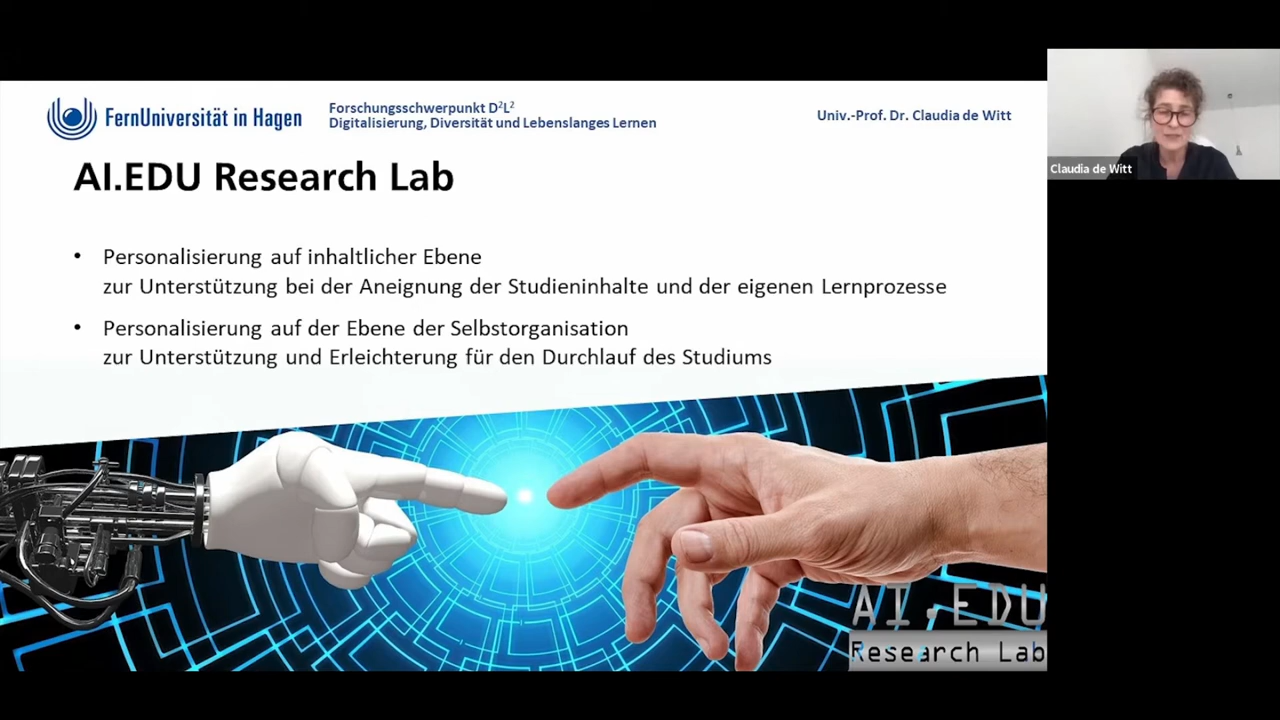 FernUniversität in Hagen
Forschungsschwerpunkt D²L²
Digitalisierung, Diversität und Lebenslanges Lernen
Univ.-Prof. Dr. Claudia de Witt
Claudia de Witt
AI.EDU Research Lab
• Personalisierung auf inhaltlicher Ebene
zur Unterstützung bei der Aneignung der Studieninhalte und der eigenen Lernprozesse
• Personalisierung auf der Ebene der Selbstorganisation
zur Unterstützung und Erleichterung für den Durchlauf des Studiums
AI.EDU
Research Lab